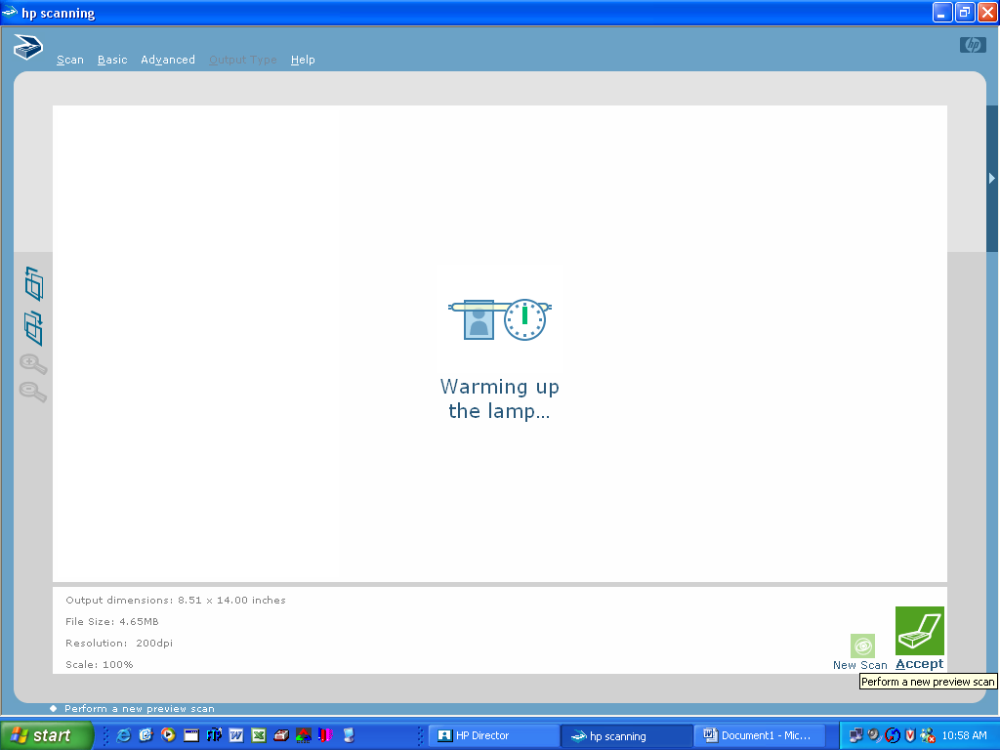 hp scanning
Scan Basic Advanced Output Type Help
hp
Warming up
the lamp...
Output dimensions: 8.51 x 14.00 inches
File Size: 4.65MB
Resolution: 200dpi
Scale: 100%
New Scan Accept
Perform a new preview scan
Perform a new preview scan
start HP Director hp scanning Document1 - Mic... 10:58 AM